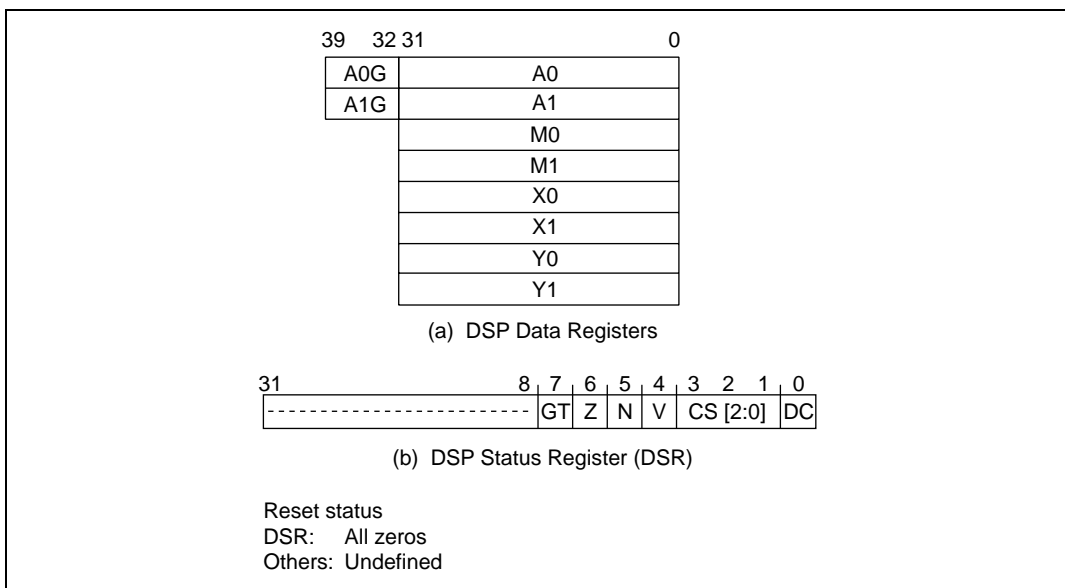 39 32 31 0
A0G A0
A1G A1
M0
M1
X0
X1
Y0
Y1
(a) DSP Data Registers
31 8 7 6 5 4 3 2 1 0
GT Z N V CS [2:0] DC
(b) DSP Status Register (DSR)
Reset status
DSR: All zeros
Others: Undefined